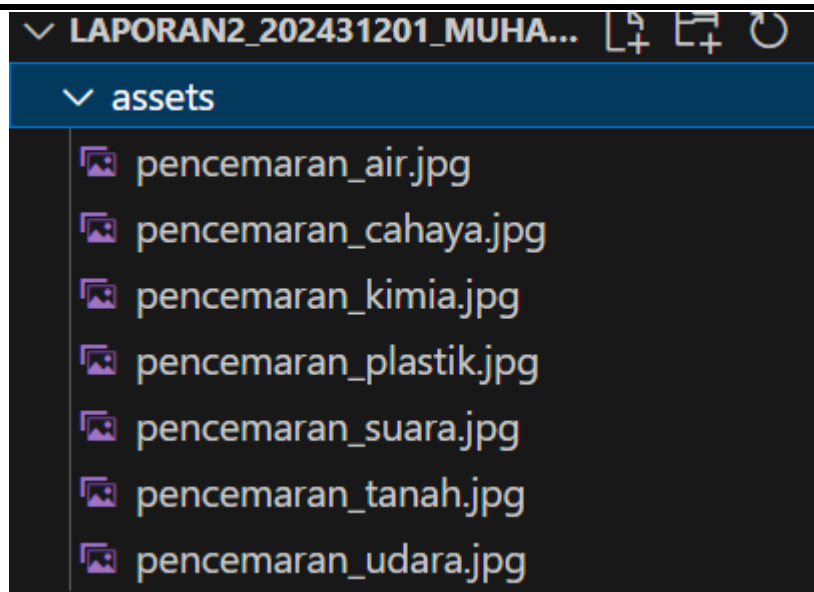 LAPORAN2_202431201_MUHA...
assets
pencemaran_air.jpg
pencemaran_cahaya.jpg
pencemaran_kimia.jpg
pencemaran_plastik.jpg
pencemaran_suara.jpg
pencemaran_tanah.jpg
pencemaran_udara.jpg